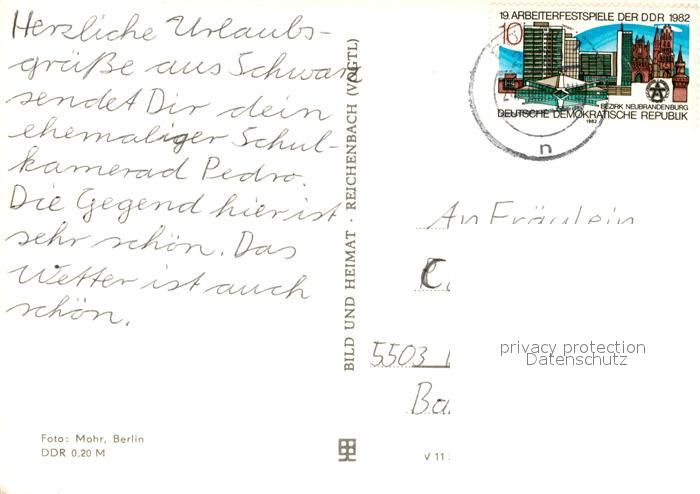 Herzliche Urlaubs-
grüße aus Schwarz
sendet Dir dein
ehemaliger Schul-
kamerad Pedro.
Die Gegend hier ist
sehr schön. Das
Wetter ist auch
schön.
Foto: Mohr, Berlin
DDR 0,20 M
BILD UND HEIMAT · REICHENBACH (VOGTL)
V 11
19. ARBEITERFESTSPIELE DER DDR 1982
10
BEZIRK NEUBRANDENBURG
DEUTSCHE DEMOKRATISCHE REPUBLIK
1982
n
An Fräulein
5503
privacy protection
Datenschutz